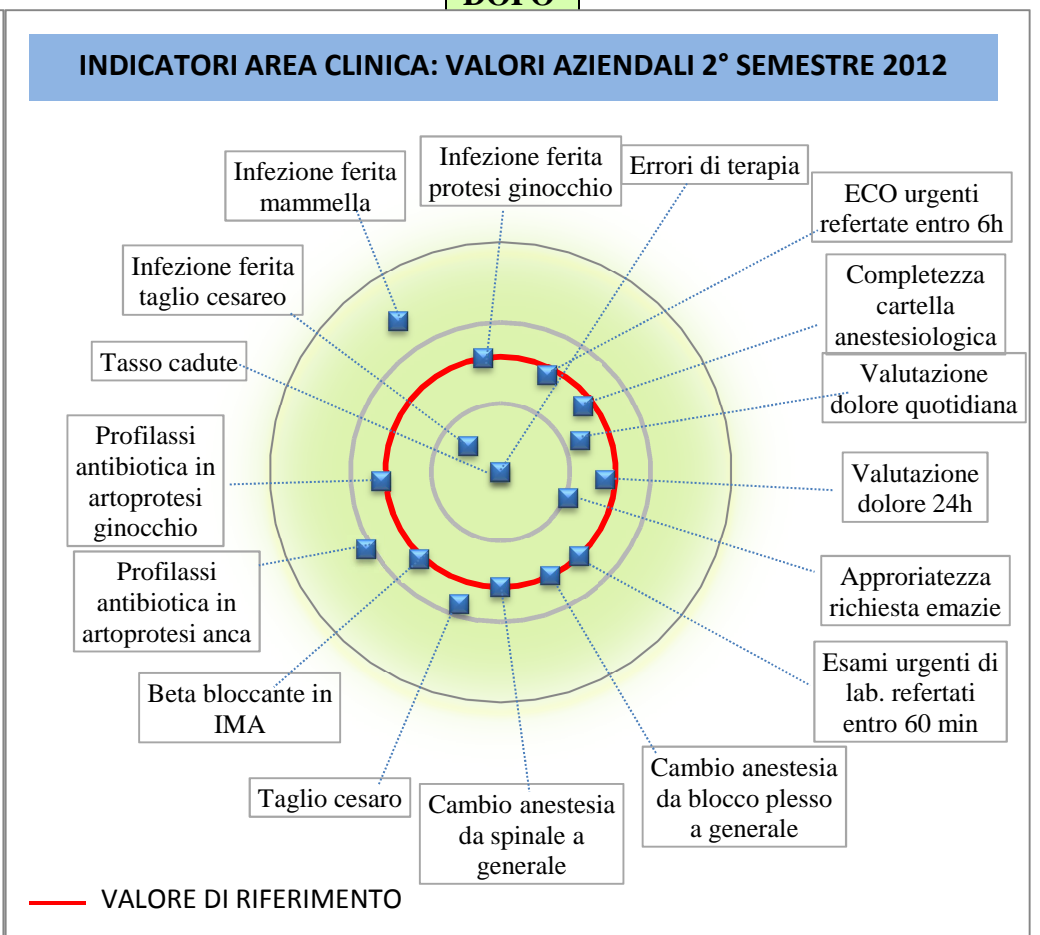 DOPO
INDICATORI AREA CLINICA: VALORI AZIENDALI 2° SEMESTRE 2012
Infezione ferita
mammella
Infezione ferita
protesi ginocchio
Errori di terapia
ECO urgenti
refertate entro 6h
Infezione ferita
taglio cesareo
Completezza
cartella
anestesiologica
Tasso cadute
Valutazione
dolore quotidiana
Profilassi
antibiotica in
artoprotesi
ginocchio
Valutazione
dolore 24h
Profilassi
antibiotica in
artoprotesi anca
Approriatezza
richiesta emazie
Beta bloccante in
IMA
Esami urgenti di
lab. refertati
entro 60 min
Taglio cesaro
Cambio anestesia
da spinale a
generale
Cambio anestesia
da blocco plesso
a generale
VALORE DI RIFERIMENTO